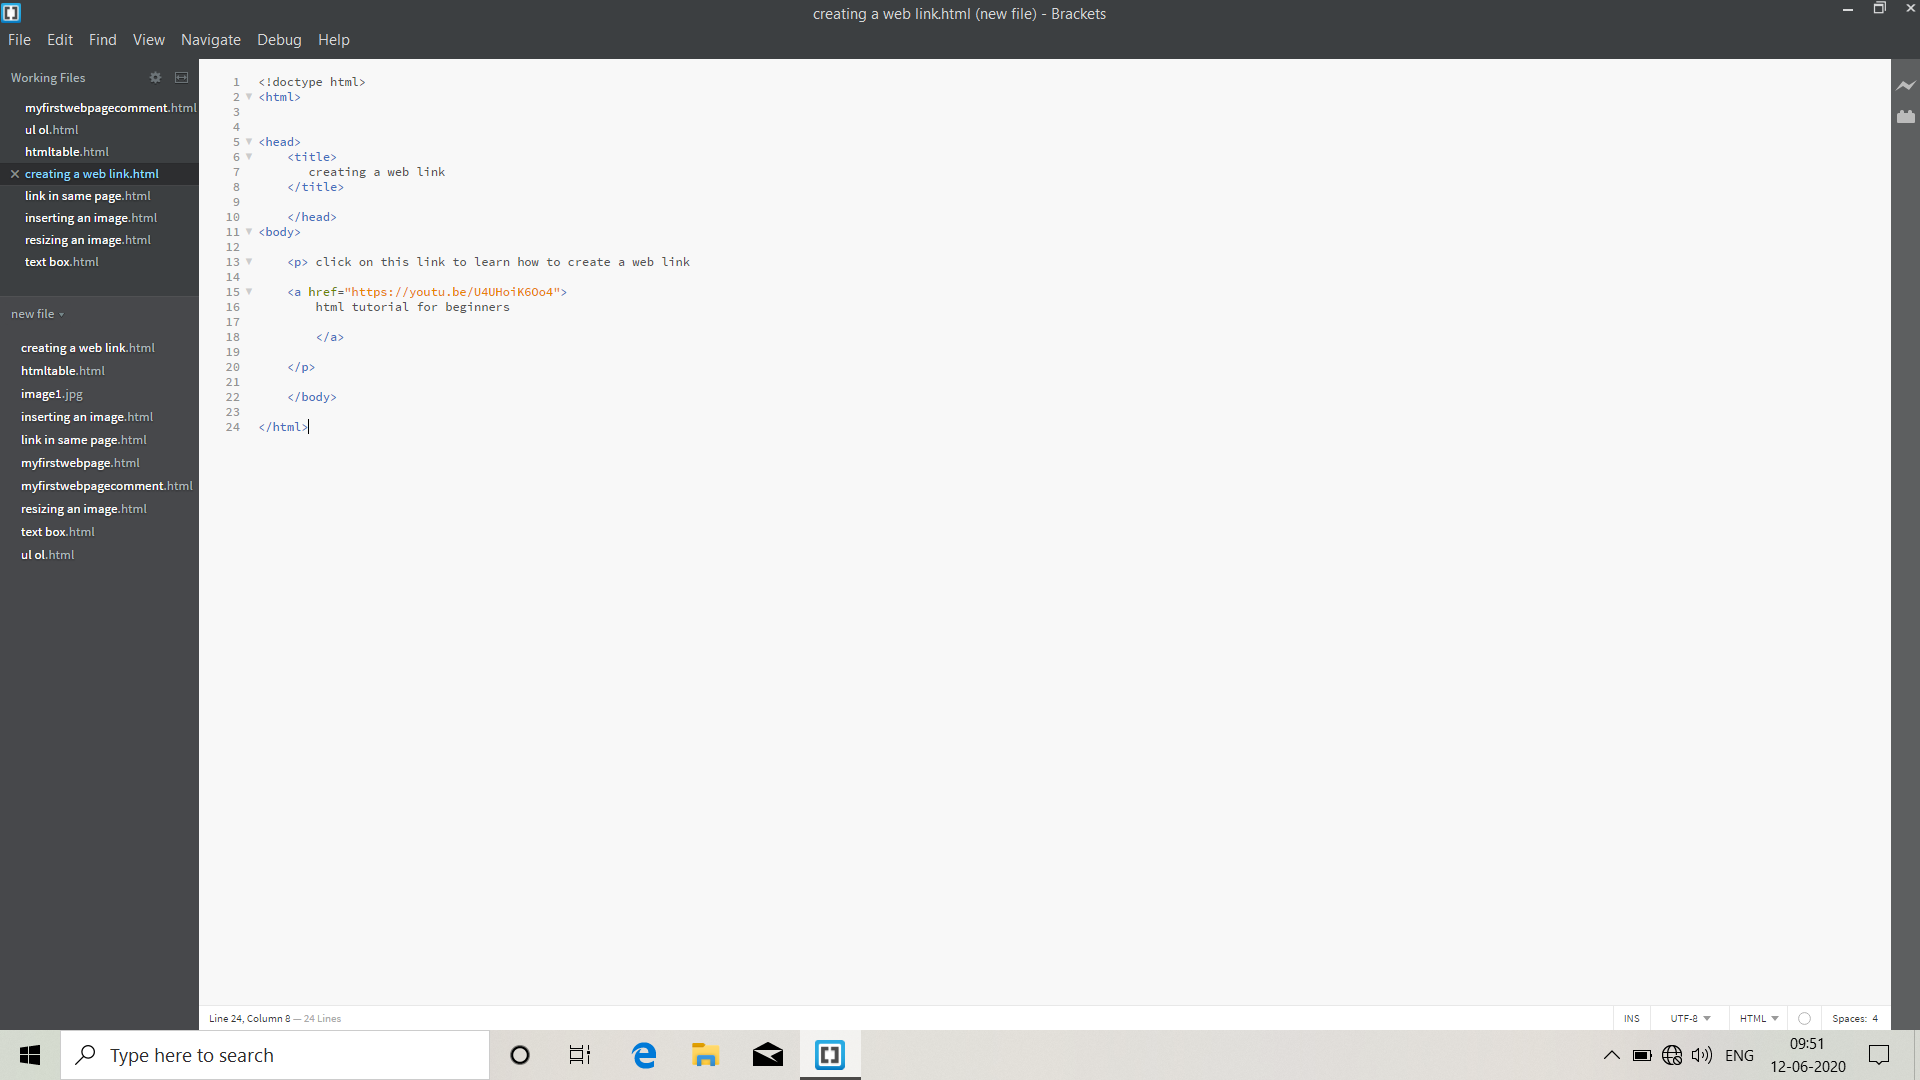 creating a web link.html (new file) - Brackets
File Edit Find View Navigate Debug Help
Working Files
myfirstwebpagecomment.html
ul ol.html
htmltable.html
creating a web link.html
link in same page.html
inserting an image.html
resizing an image.html
text box.html
new file
creating a web link.html
htmltable.html
image1.jpg
inserting an image.html
link in same page.html
myfirstwebpage.html
myfirstwebpagecomment.html
resizing an image.html
text box.html
ul ol.html
1 <!doctype html>
2 <html>
3
4
5 <head>
6 <title>
7 creating a web link
8 </title>
9
10 </head>
11 <body>
12
13 <p> click on this link to learn how to create a web link
14
15 <a href="https://youtu.be/U4UHoiK6Oo4">
16 html tutorial for beginners
17
18 </a>
19
20 </p>
21
22 </body>
23
24 </html>
Line 24, Column 8 — 24 Lines
INS UTF-8 HTML Spaces: 4
Type here to search
ENG
09:51
12-06-2020